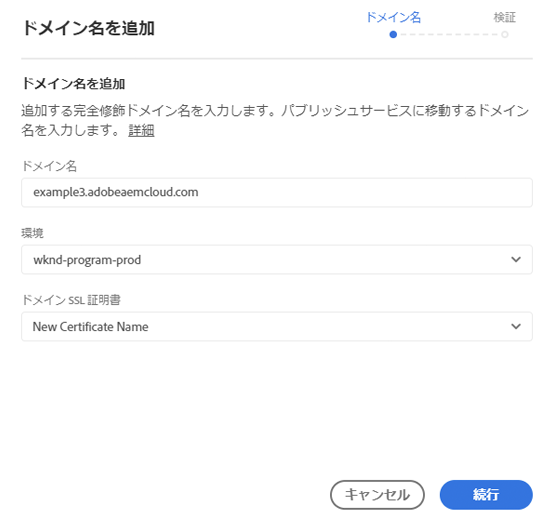 ドメイン名を追加
ドメイン名
検証
ドメイン名を追加
追加する完全修飾ドメイン名を入力します。パブリッシュサービスに移動するドメイン
名を入力します。 詳細
ドメイン名
example3.adobeaemcloud.com
環境
wknd-program-prod
ドメイン SSL 証明書
New Certificate Name
キャンセル
続行